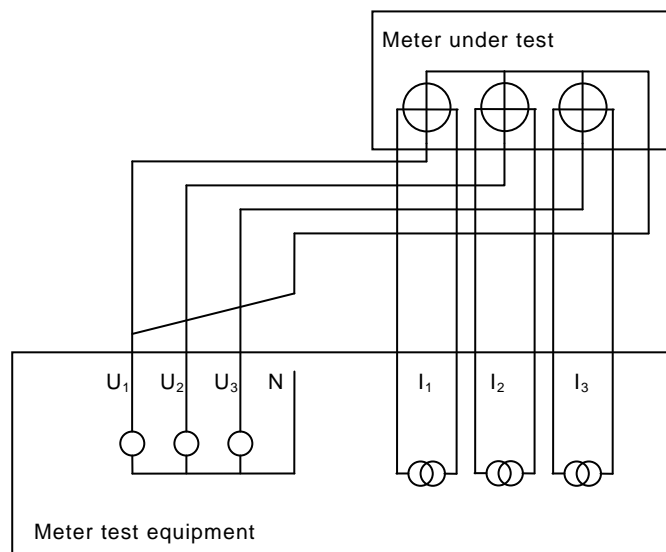 Meter under test
U₁ U₂ U₃ N I₁ I₂ I₃
Meter test equipment